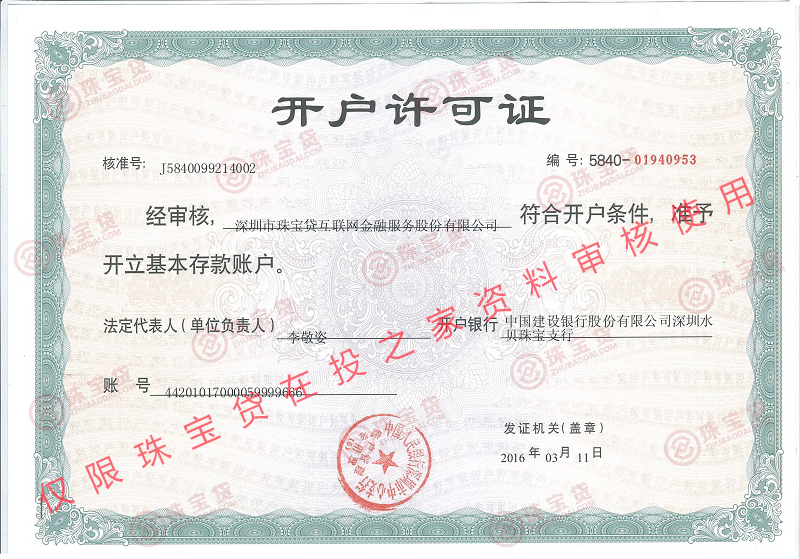 开户许可证
核准号: J5840099214002
编号: 5840-01940953
经审核, 深圳市珠宝贷互联网金融服务股份有限公司 符合开户条件, 准予
开立基本存款账户。
法定代表人(单位负责人) 李敬姿 开户银行 中国建设银行股份有限公司深圳水
贝珠宝支行
账 号 44201017000059999666
发证机关(盖章)
2016 年 03 月 11 日
仅限珠宝贷在投之家资料审核使用
中国人民银行深圳市中心支行
账户管理
专用章
珠宝贷
ZHUBAODAI.COM